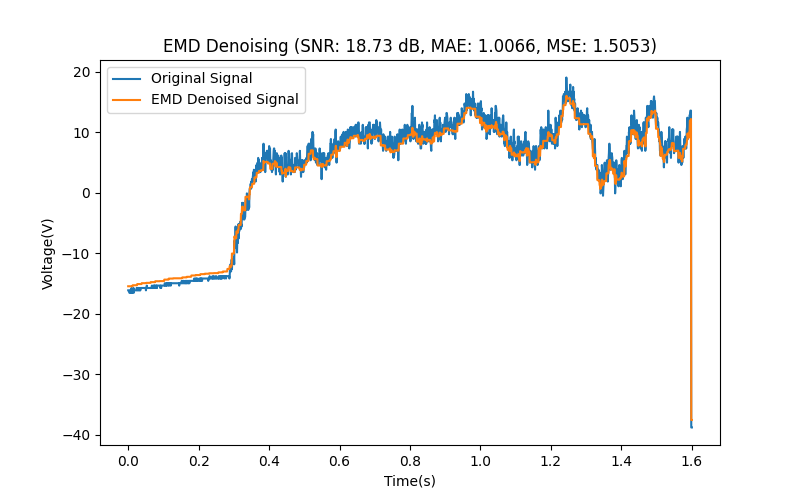 EMD Denoising (SNR: 18.73 dB, MAE: 1.0066, MSE: 1.5053)
Original Signal
EMD Denoised Signal
20
10
0
−10
−20
−30
−40
Voltage(V)
0.0 0.2 0.4 0.6 0.8 1.0 1.2 1.4 1.6
Time(s)